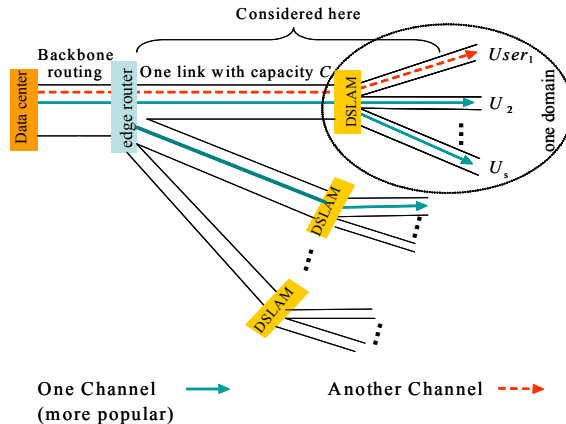 Considered here
Backbone
routing
One link with capacity C
Data center
edge router
DSLAM
User₁
U₂
Uₛ
one domain
DSLAM
DSLAM
One Channel
(more popular)
Another Channel